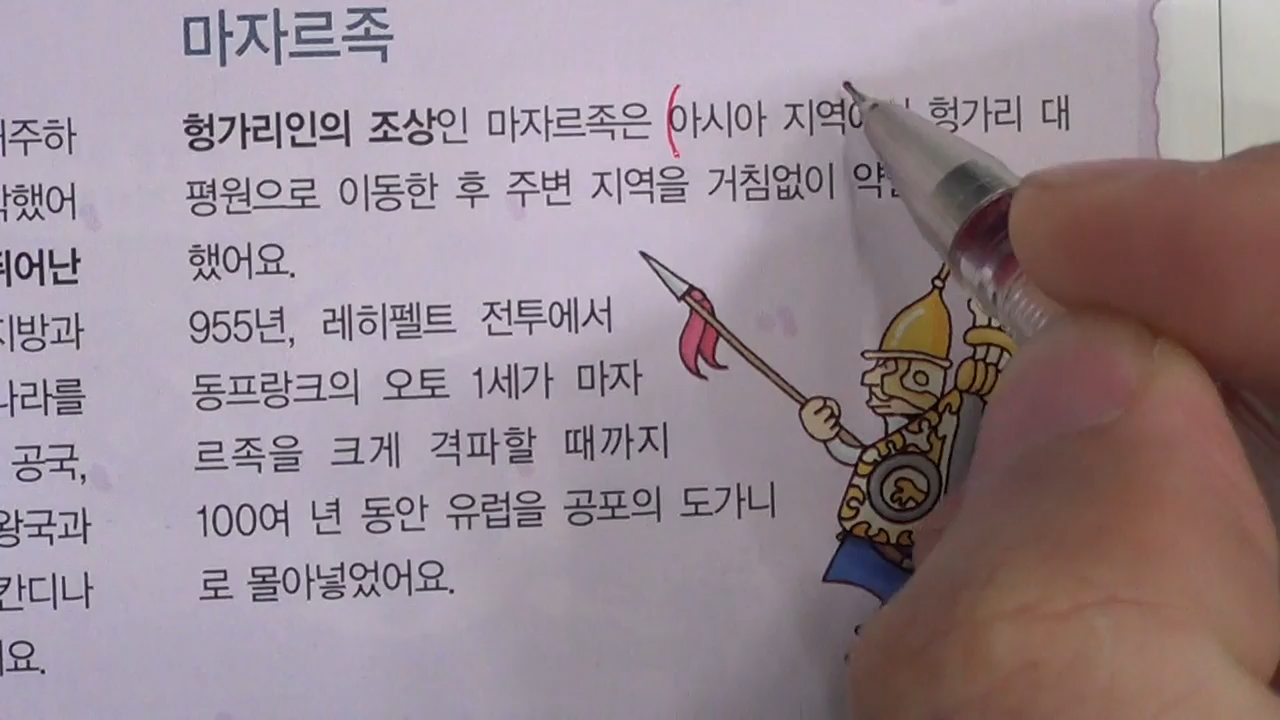 마자르족
헝가리인의 조상인 마자르족은 아시아 헝가리 대
평원으로 이동한 후 주변 지역을 거침없이
했어요.
955년, 레히펠트 전투에서
동프랑크의 오토 1세가 마자
르족을 크게 격파할 때까지
100여 년 동안 유럽을 공포의 도가니
로 몰아넣었어요.
주하
했어
어난
지방과
나라를
공국,
왕국과
칸디나
요.